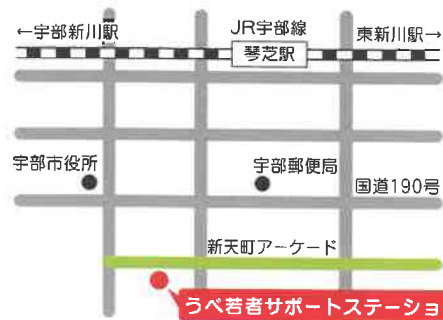 ←宇部新川駅
JR宇部線
東新川駅→
琴芝駅
宇部市役所
宇部郵便局
国道190号
新天町アーケード
うべ若者サポートステーショ